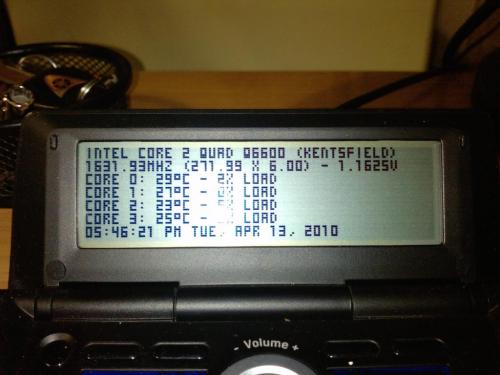 INTEL CORE 2 QUAD Q6600 (KENTSFIELD)
1631.93MHZ (271.99 X 6.00) - 1.1625V
CORE 0: 29°C - 2% LOAD
CORE 1: 27°C - 2% LOAD
CORE 2: 23°C - % LOAD
CORE 3: 25°C - % LOAD
05:46:21 PM TUE, APR 13, 2010
- Volume +